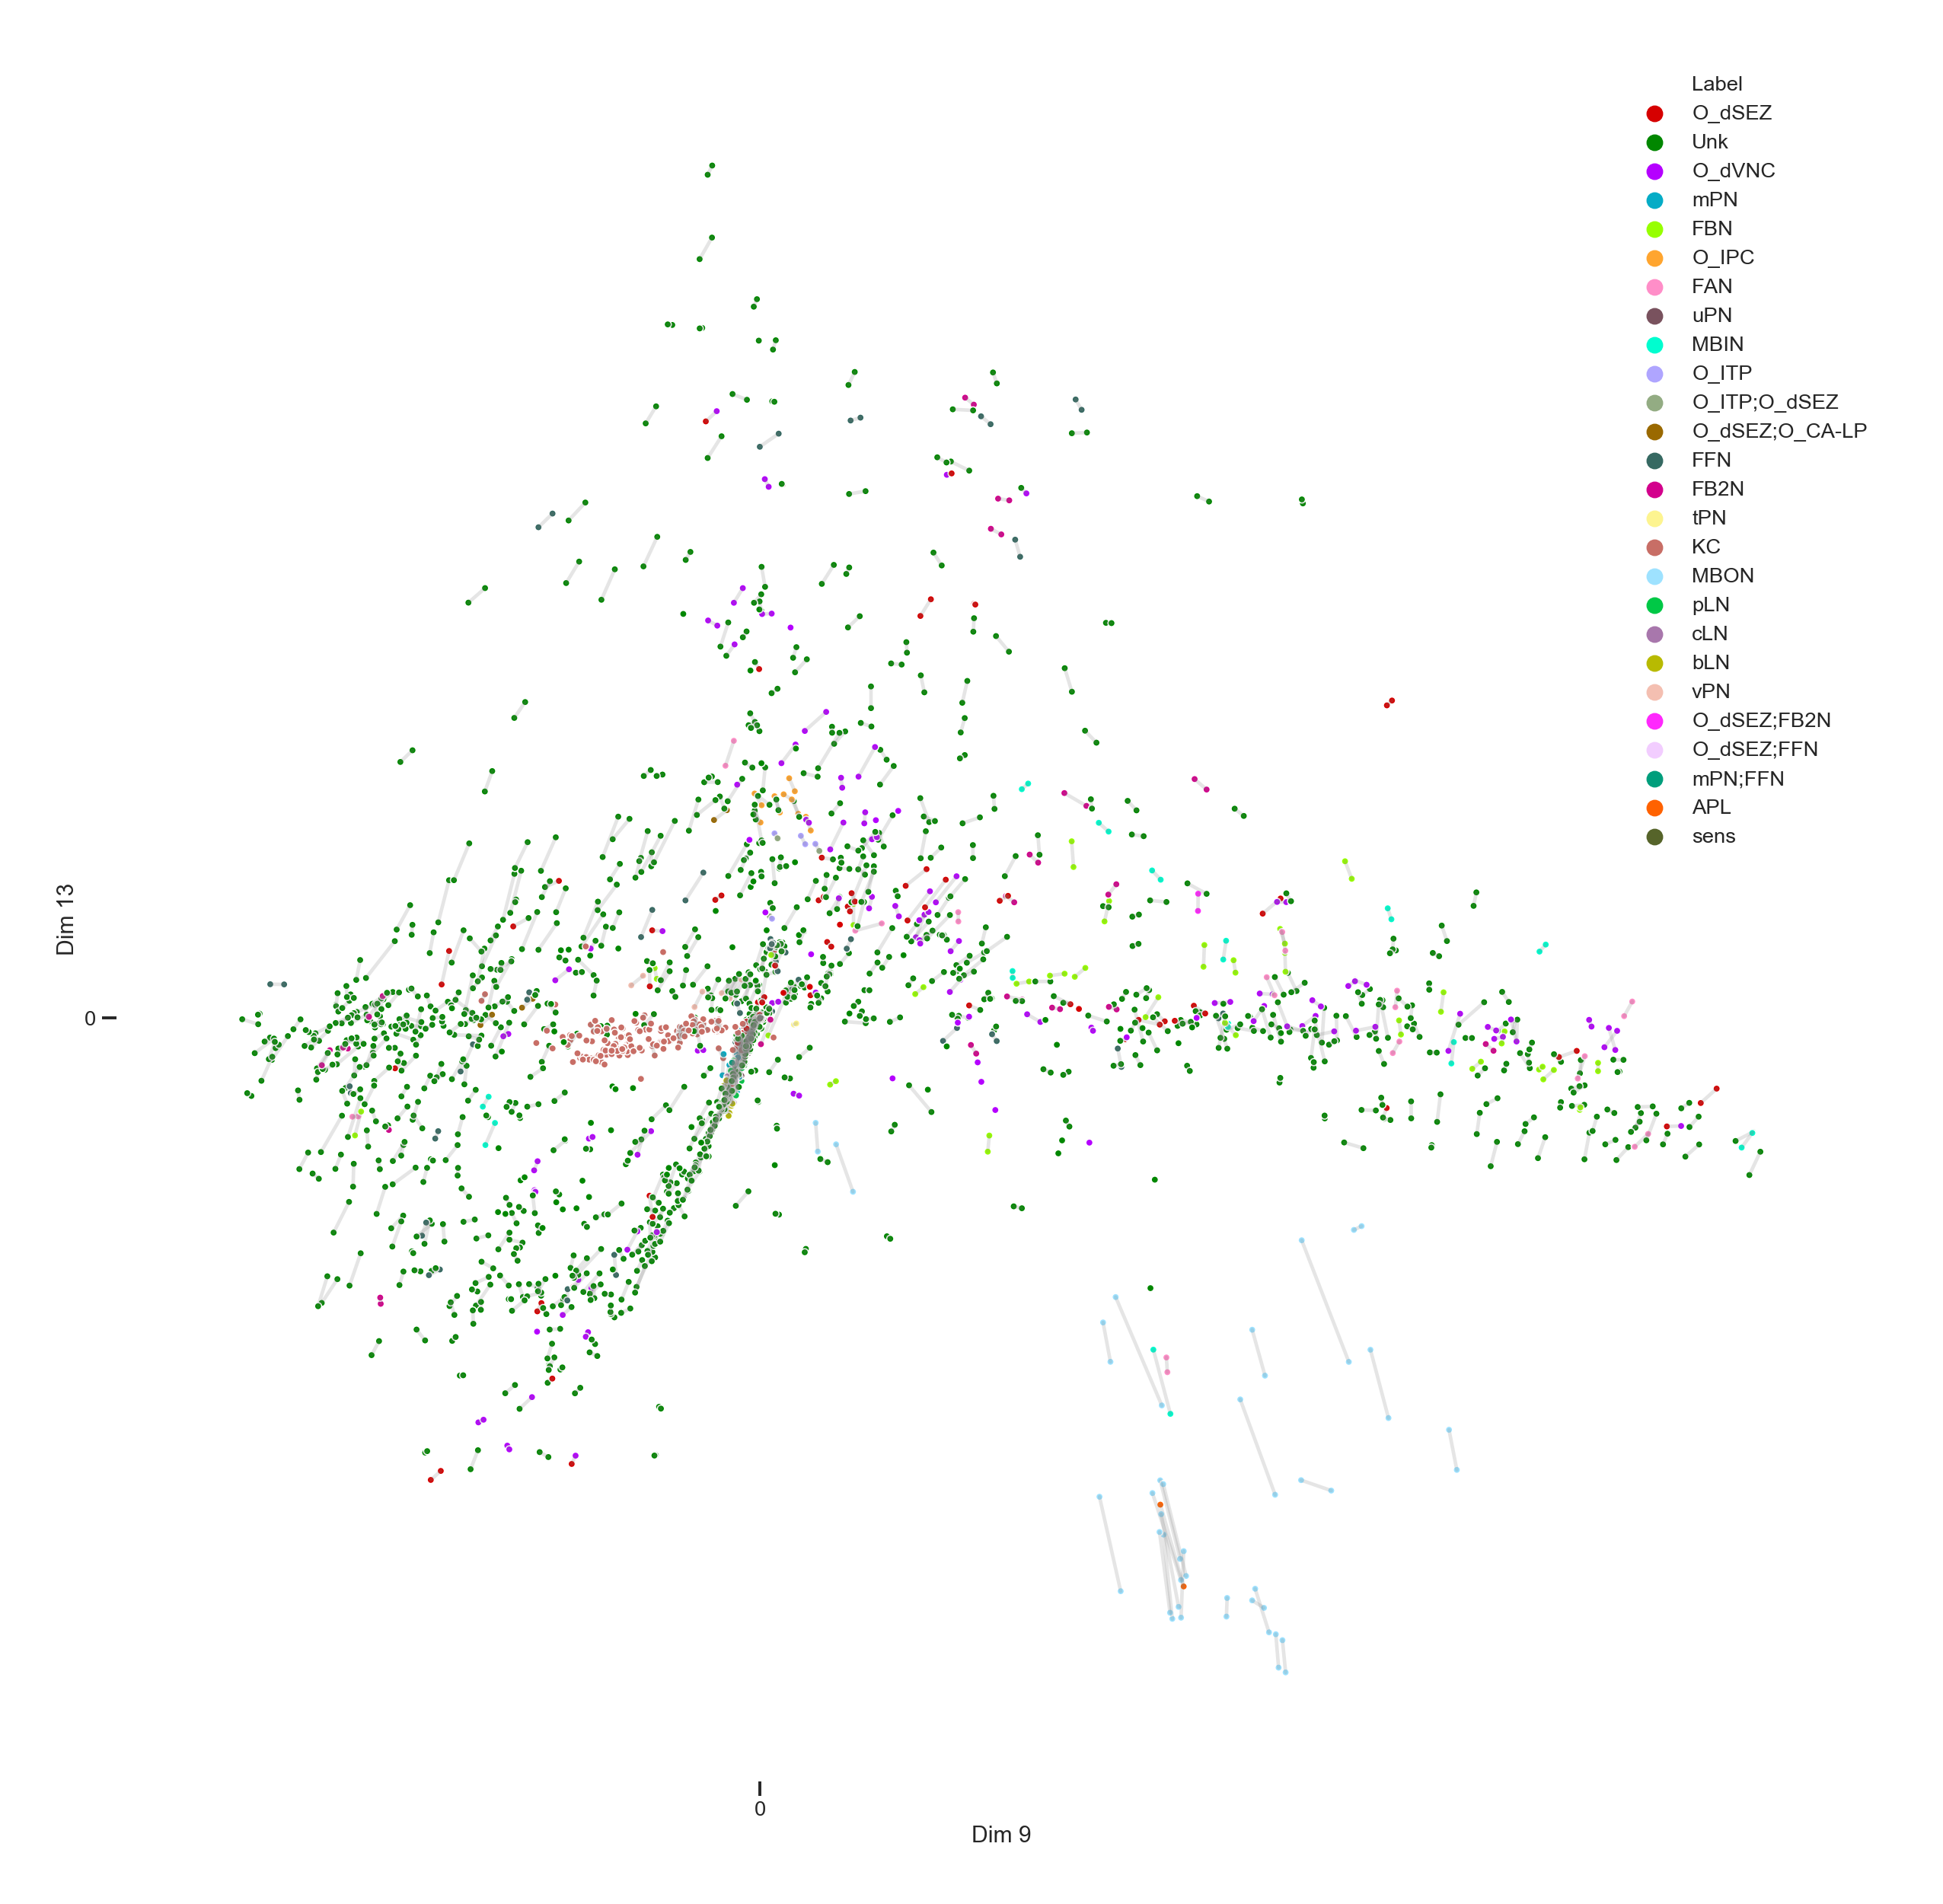 Label
O_dSEZ
Unk
O_dVNC
mPN
FBN
O_IPC
FAN
uPN
MBIN
O_ITP
O_ITP;O_dSEZ
O_dSEZ;O_CA-LP
FFN
FB2N
tPN
KC
MBON
pLN
cLN
bLN
vPN
O_dSEZ;FB2N
O_dSEZ;FFN
mPN;FFN
APL
sens
Dim 13
0
0
Dim 9